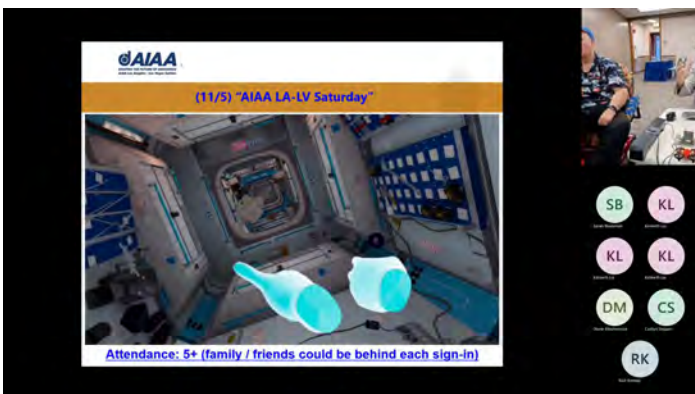 AIAA
(11/5) "AIAA LA-LV Saturday"
Attendance: 5+ (family / friends could be behind each sign-in)
SB
KL
KL
KL
DM
CS
RK